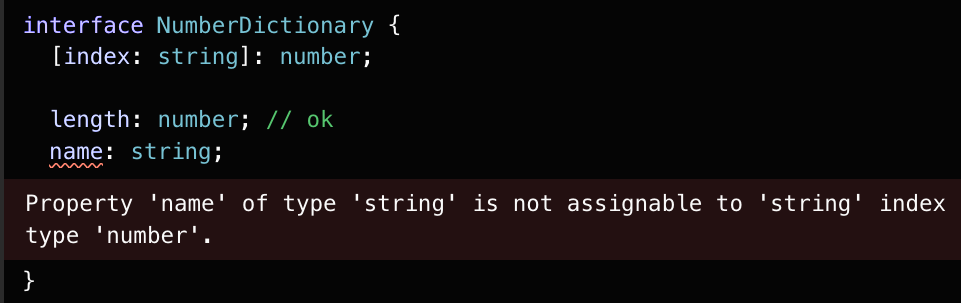 interface NumberDictionary {
  [index: string]: number;

  length: number; // ok
  name: string;
Property 'name' of type 'string' is not assignable to 'string' index
type 'number'.
}